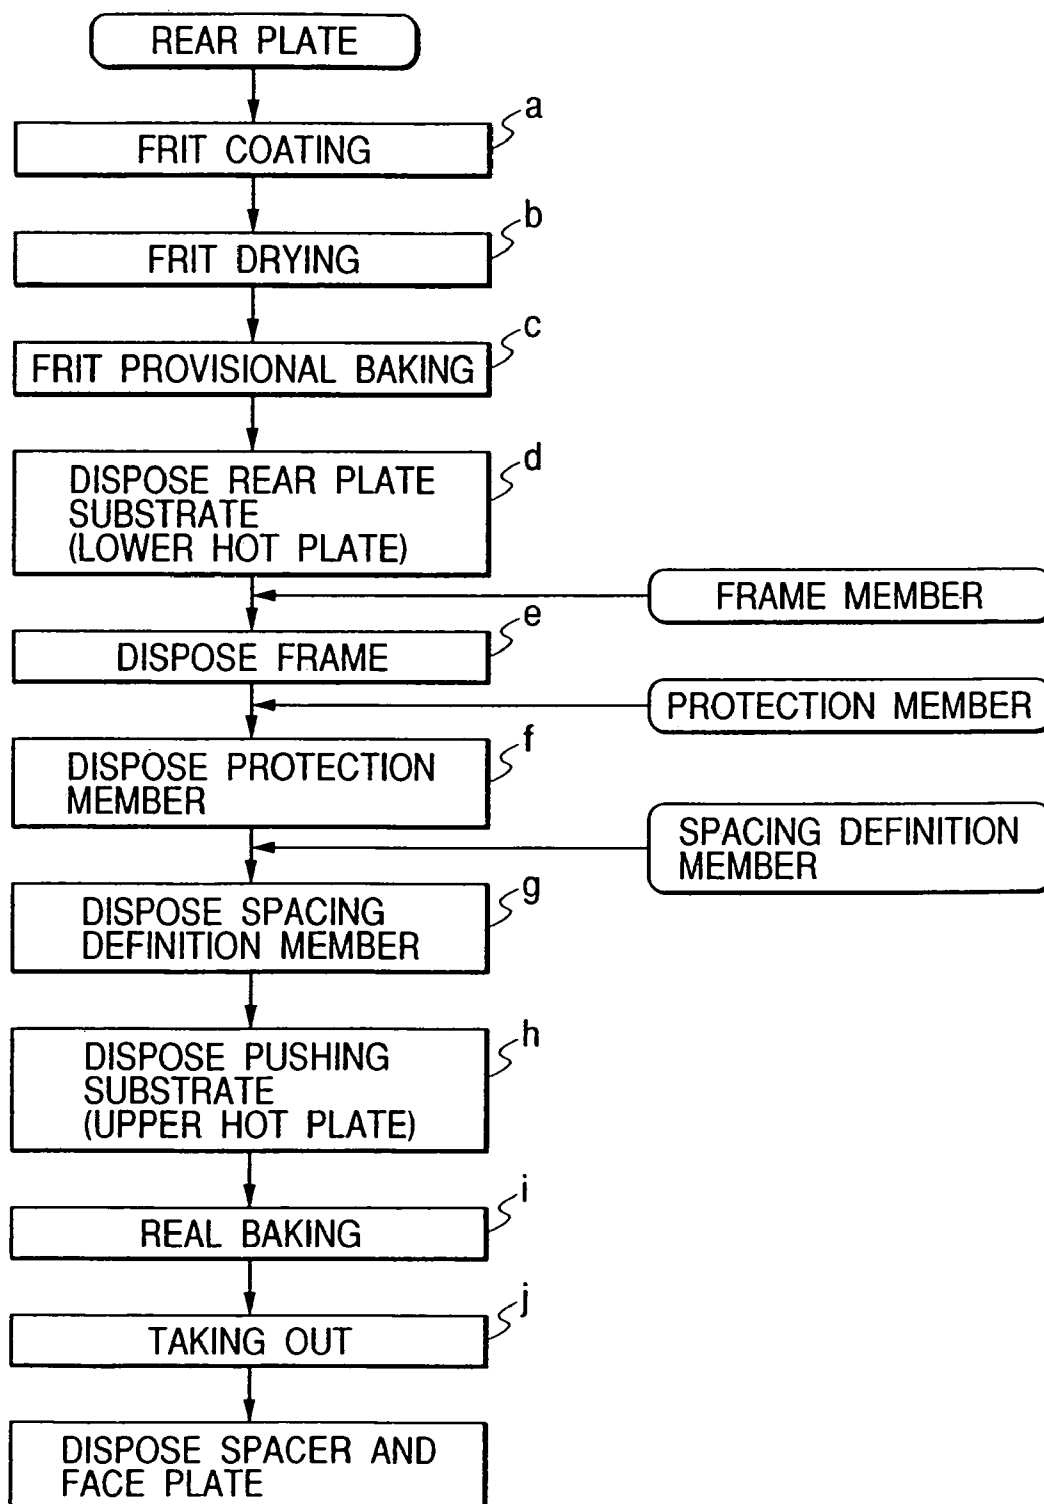 REAR PLATE
a
FRIT COATING
b
FRIT DRYING
c
FRIT PROVISIONAL BAKING
d
DISPOSE REAR PLATE
SUBSTRATE
(LOWER HOT PLATE)
FRAME MEMBER
e
DISPOSE FRAME
PROTECTION MEMBER
f
DISPOSE PROTECTION
MEMBER
SPACING DEFINITION
MEMBER
g
DISPOSE SPACING
DEFINITION MEMBER
h
DISPOSE PUSHING
SUBSTRATE
(UPPER HOT PLATE)
i
REAL BAKING
j
TAKING OUT
DISPOSE SPACER AND
FACE PLATE